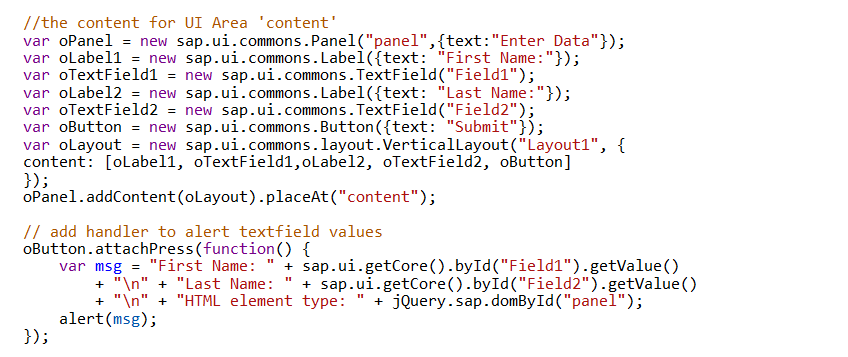 //the content for UI Area 'content'
var oPanel = new sap.ui.commons.Panel("panel",{text:"Enter Data"});
var oLabel1 = new sap.ui.commons.Label({text: "First Name:"});
var oTextField1 = new sap.ui.commons.TextField("Field1");
var oLabel2 = new sap.ui.commons.Label({text: "Last Name:"});
var oTextField2 = new sap.ui.commons.TextField("Field2");
var oButton = new sap.ui.commons.Button({text: "Submit"});
var oLayout = new sap.ui.commons.layout.VerticalLayout("Layout1", {
content: [oLabel1, oTextField1,oLabel2, oTextField2, oButton]
});
oPanel.addContent(oLayout).placeAt("content");

// add handler to alert textfield values
oButton.attachPress(function() {
    var msg = "First Name: " + sap.ui.getCore().byId("Field1").getValue()
        + "\n" + "Last Name: " + sap.ui.getCore().byId("Field2").getValue()
        + "\n" + "HTML element type: " + jQuery.sap.domById("panel");
    alert(msg);
});